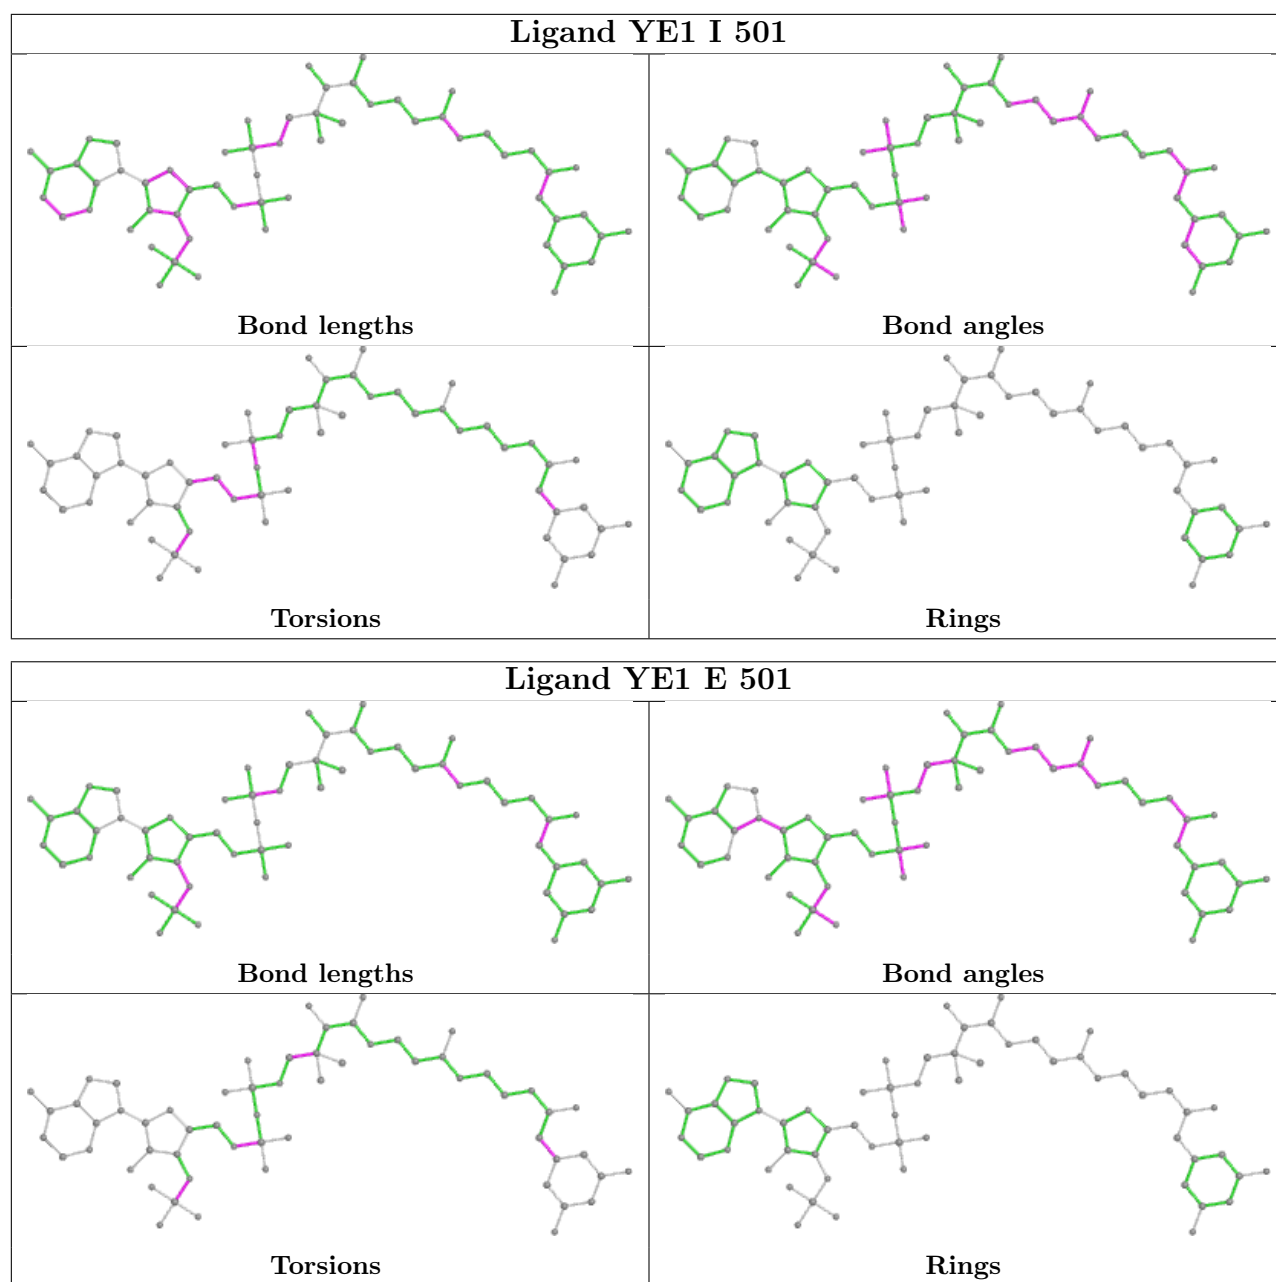 Ligand YE1 I 501
Bond lengths
Bond angles
Torsions
Rings
Ligand YE1 E 501
Bond lengths
Bond angles
Torsions
Rings